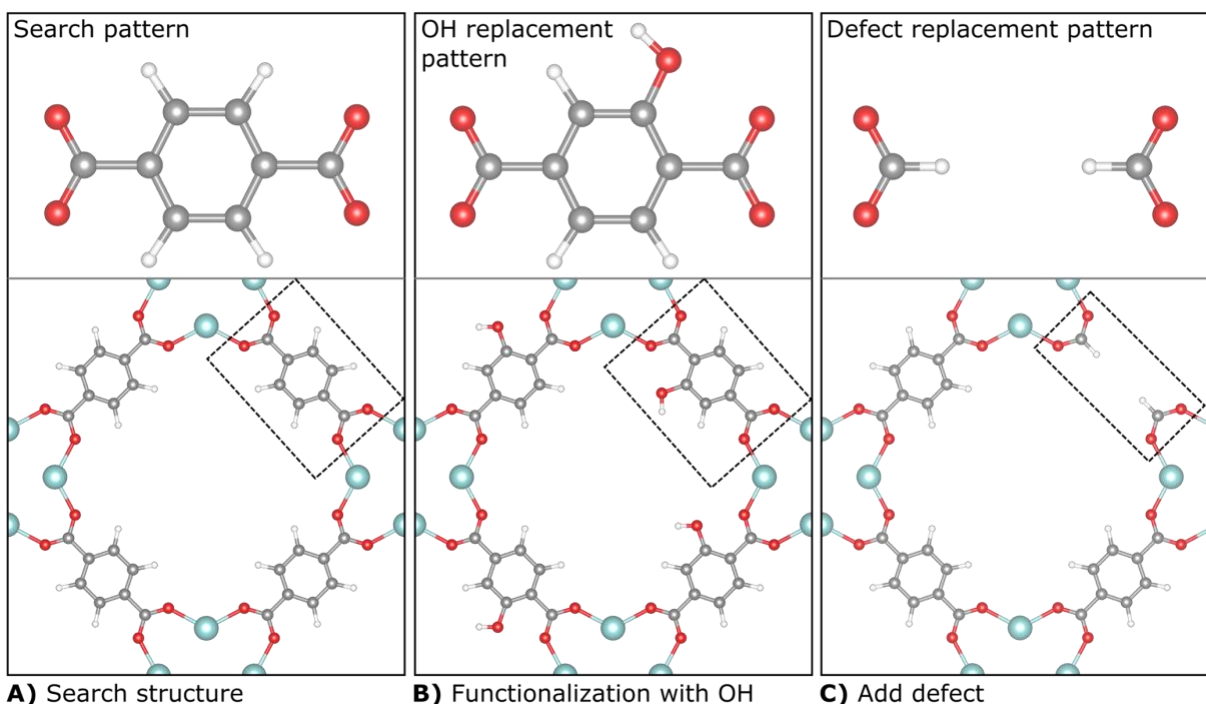 Search pattern
OH replacement
pattern
Defect replacement pattern
A) Search structure
B) Functionalization with OH
C) Add defect